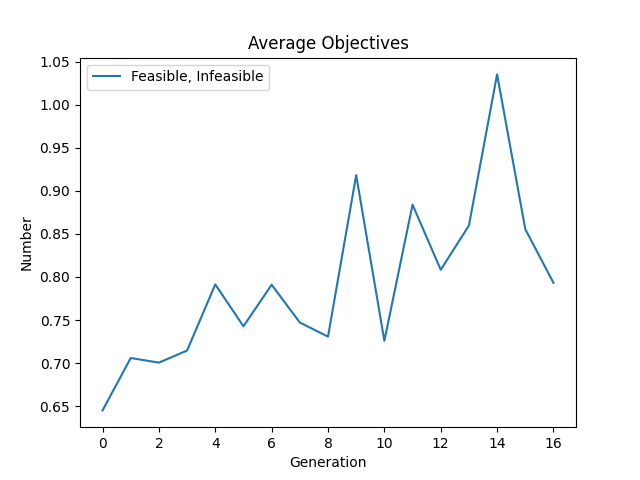 Average Objectives
Feasible, Infeasible
1.05
1.00
0.95
0.90
0.85
0.80
0.75
0.70
0.65
Number
0 2 4 6 8 10 12 14 16
Generation